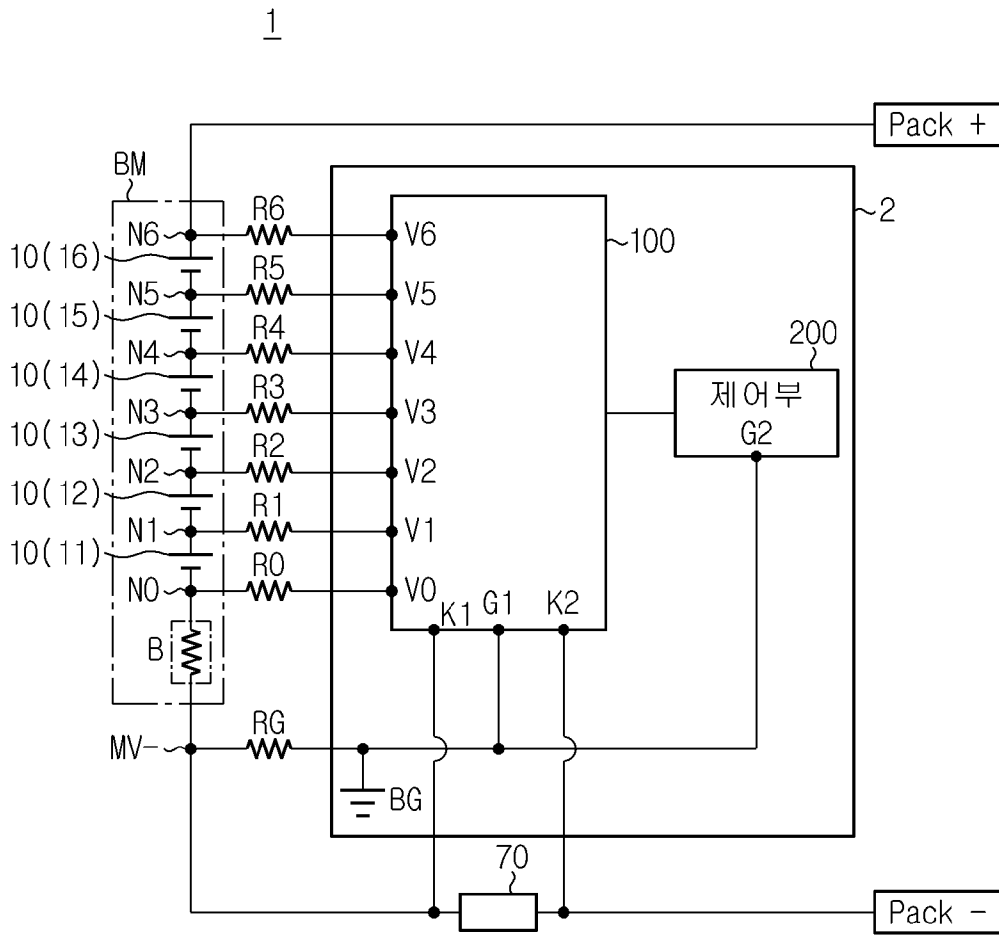 1
Pack +
BM
2
R6
N6
V6
100
10(16)
R5
N5
V5
10(15)
R4
200
N4
V4
10(14)
R3
제어부
N3
V3
G2
10(13)
R2
N2
V2
10(12)
R1
N1
V1
10(11)
R0
N0
V0
K1
G1
K2
B
RG
MV-
BG
70
Pack -